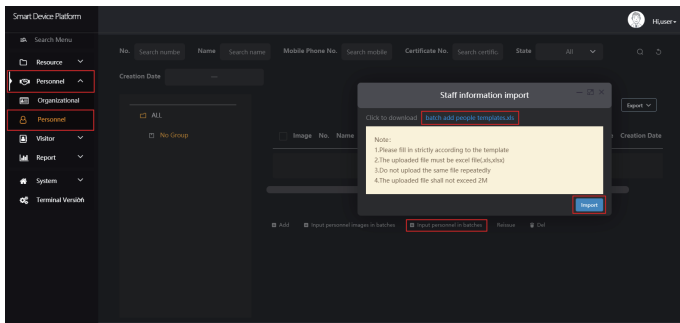 Smart Device Platform
Hi,user
Search Menu
No. Search numbe Name Search name Mobile Phone No. Search mobile Certificate No. Search certific. State All
Resource
Creation Date
Personnel
Staff information import
Organizational
Export
ALL
Click to download batch add people templates.xls
Personnel
No Group
Image No. Name
Creation Date
Visitor
Note:
1.Please fill in strictly according to the template
2.The uploaded file must be excel file(.xls,xlsx)
3.Do not upload the same file repeatedly
4.The uploaded file shall not exceed 2M
Report
System
Import
Terminal Version
Add Input personnel images in batches Input personnel in batches Reissue Del